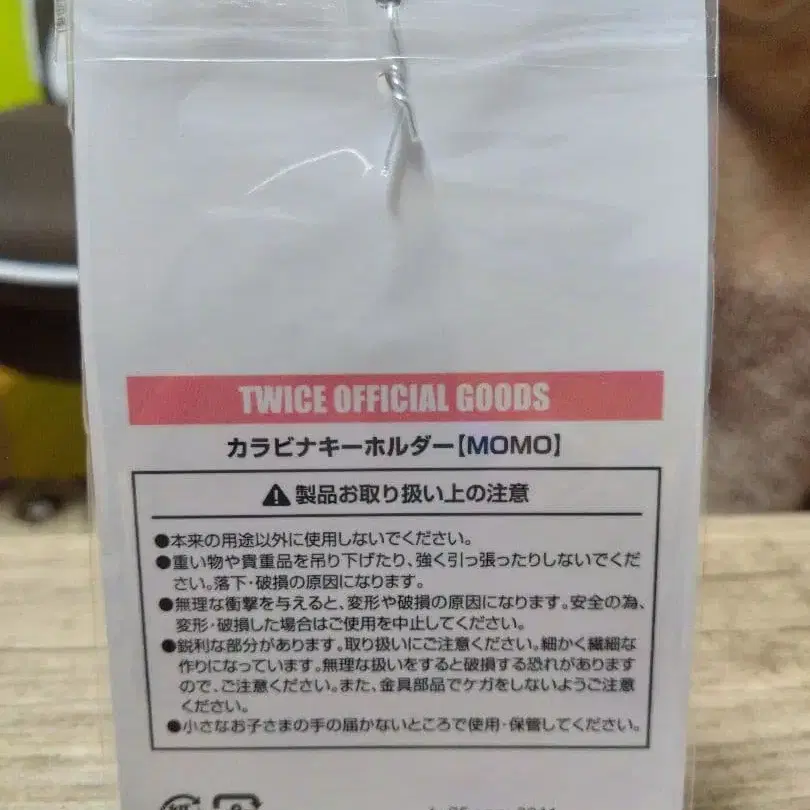 TWICE OFFICIAL GOODS
カラビナキーホルダー【MOMO】
製品お取り扱い上の注意
●本来の用途以外に使用しないでください。
●重い物や貴重品を吊り下げたり、強く引っ張ったりしないでくだ
さい。落下・破損の原因になります。
●無理な衝撃を与えると、変形や破損の原因になります。安全の為、
変形・破損した場合はご使用を中止してください。
●鋭利な部分があります。取り扱いにご注意ください。細かく繊細な
作りになっています。無理な扱いをすると破損する恐れがあります
ので、ご注意ください。また、金具部品でケガをしないようご注意
ください。
●小さなお子さまの手の届かないところで使用・保管してください。